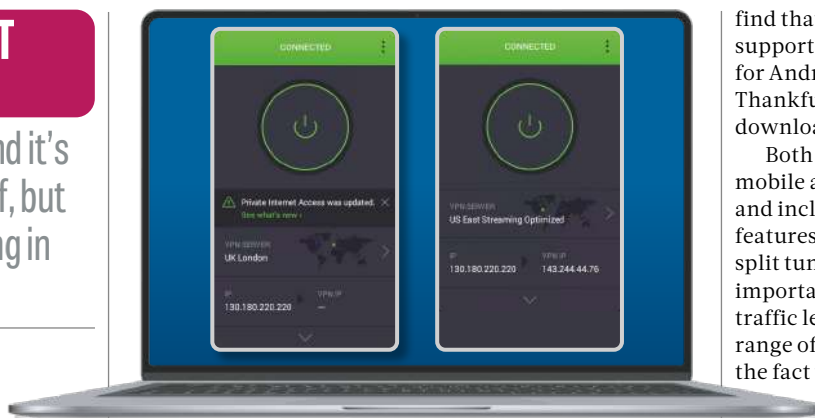 T
nd it's
f, but
g in
CONNECTED
Private Internet Access was updated.
See what's new ›
VPN SERVER
UK London
IP
VPN IP
130.180.220.220
—
CONNECTED
VPN SERVER
US East Streaming Optimized
IP
VPN IP
130.180.220.220
143.244.44.76
find tha
support
for Andr
Thankfu
downloa
Both
mobile a
and incl
features
split tun
importa
traffic le
range of
the fact